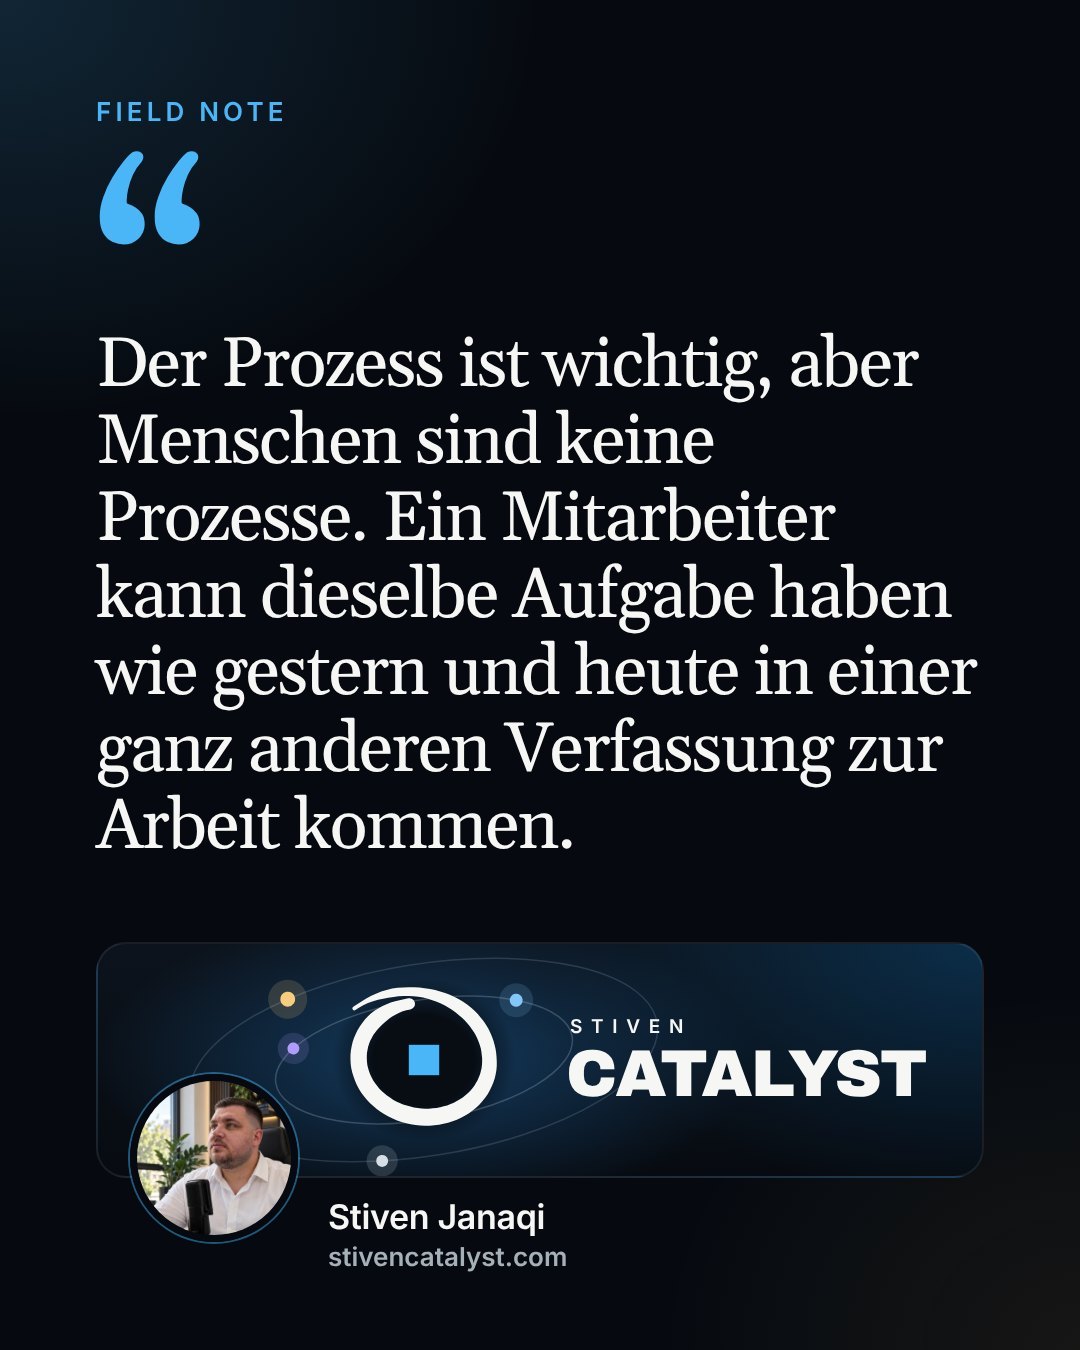 FIELD NOTE
“
Der Prozess ist wichtig, aber
Menschen sind keine
Prozesse. Ein Mitarbeiter
kann dieselbe Aufgabe haben
wie gestern und heute in einer
ganz anderen Verfassung zur
Arbeit kommen.
STIVEN
CATALYST
Stiven Janaqi
stivencatalyst.com